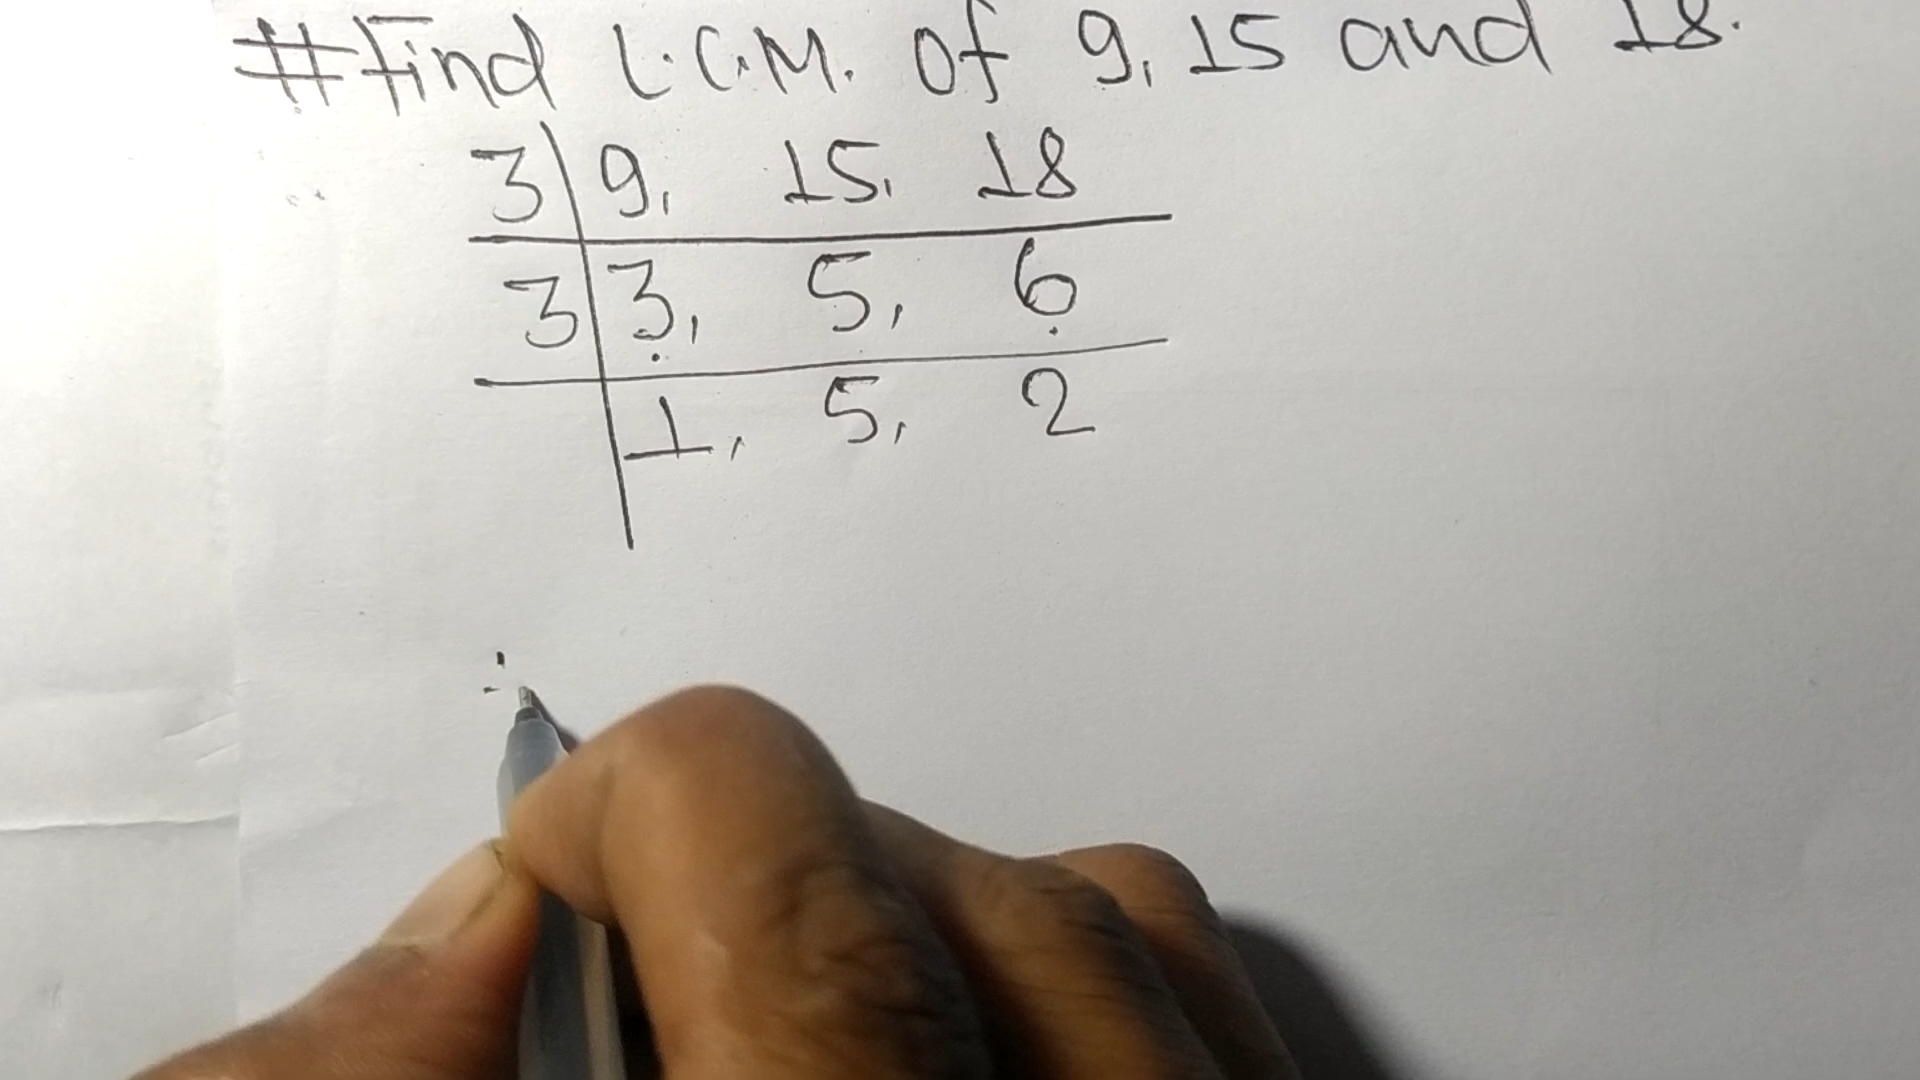 #Find L.C.M. of 9, 15 and 18.
3 9, 15, 18
3 3, 5, 6
1, 5, 2
∴